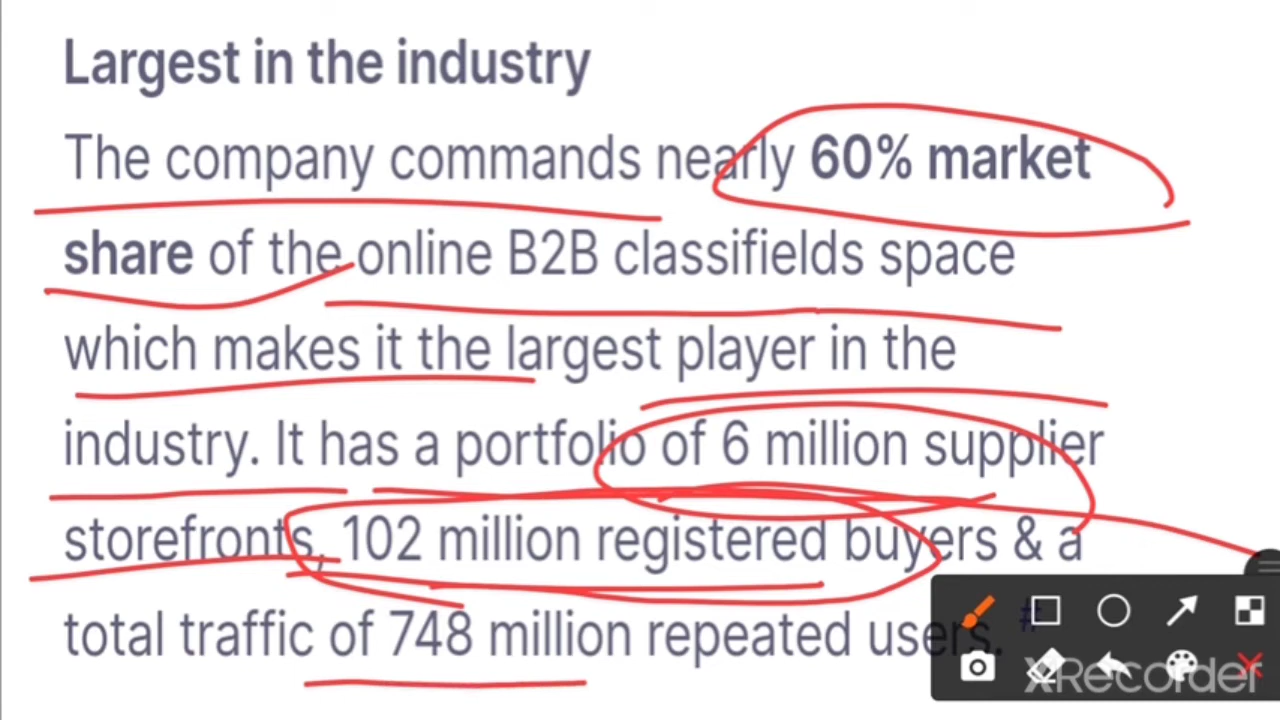 Largest in the industry
The company commands nearly 60% market
share of the online B2B classifieds space
which makes it the largest player in the
industry. It has a portfolio of 6 million supplier
storefronts, 102 million registered buyers & a
total traffic of 748 million repeated users. #
XRecorder